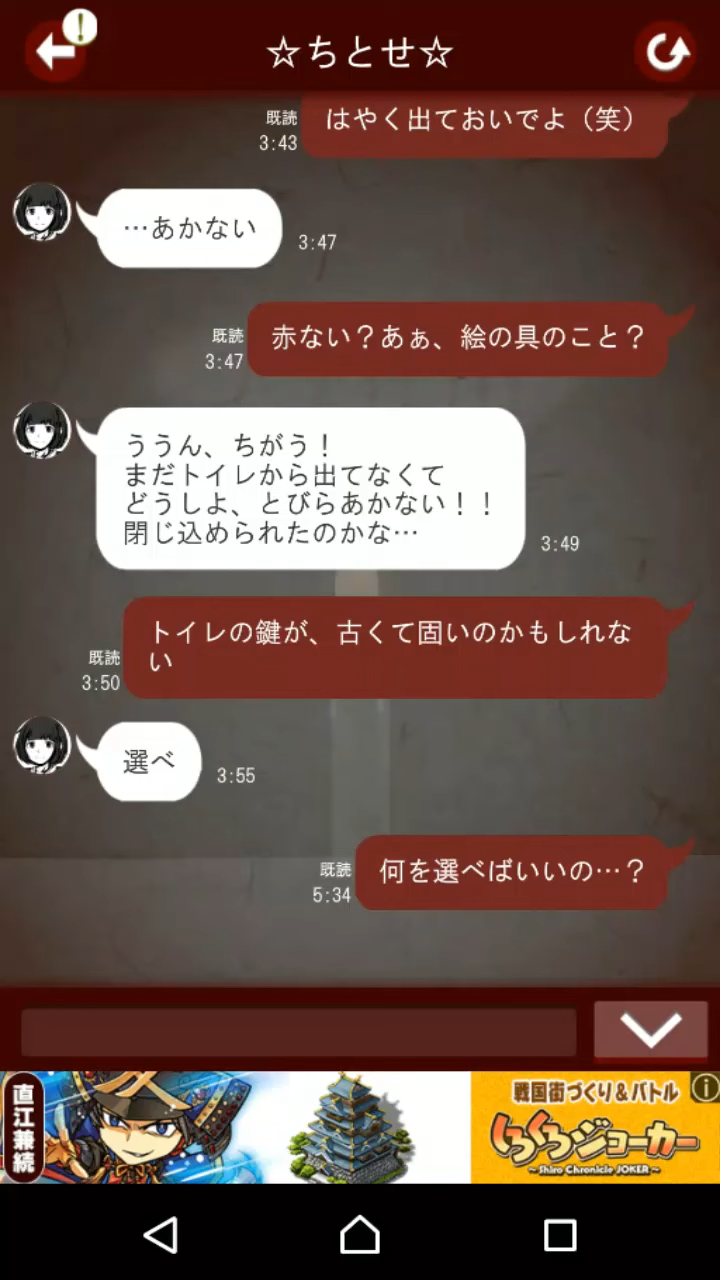 ☆ちとせ☆
はやく出ておいでよ（笑）
既読
3:43
…あかない
3:47
赤ない？あぁ、絵の具のこと？
既読
3:47
ううん、ちがう！
まだトイレから出てなくて
どうしよ、とびらあかない！！
閉じ込められたのかな…
3:49
トイレの鍵が、古くて固いのかもしれな
い
既読
3:50
選べ
3:55
何を選べばいいの…？
既読
5:34
直江兼続
戦国街づくり&バトル
しろくろジョーカー
～Shiro Chronicle JOKER～